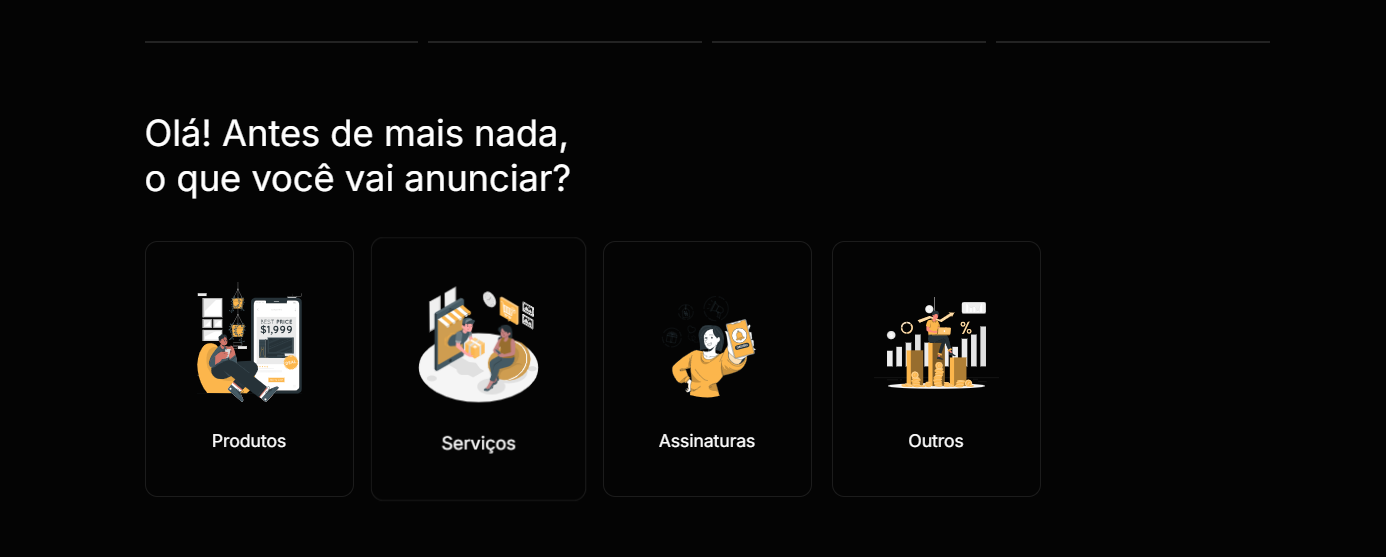 Olá! Antes de mais nada,
o que você vai anunciar?
BEST PRICE
$1,999
%
Produtos
Serviços
Assinaturas
Outros